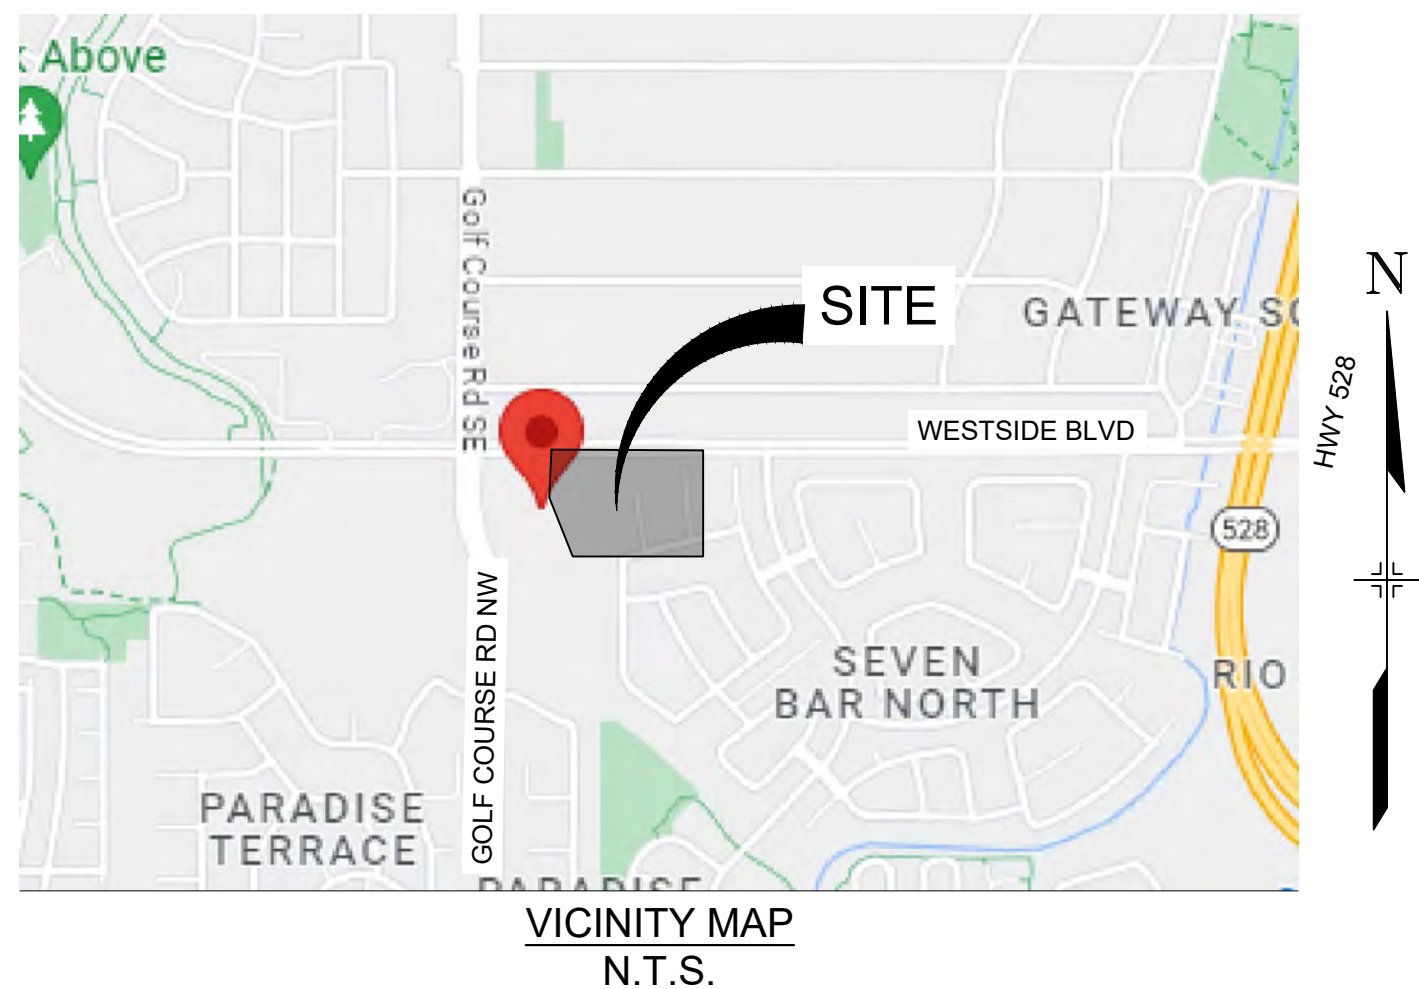 Above
Golf Course Rd SE
SITE
N
GATEWAY
HWY 528
WESTSIDE BLVD
528
GOLF COURSE RD NW
SEVEN
BAR NORTH
RIO
PARADISE
TERRACE
PARADISE
VICINITY MAP
N.T.S.